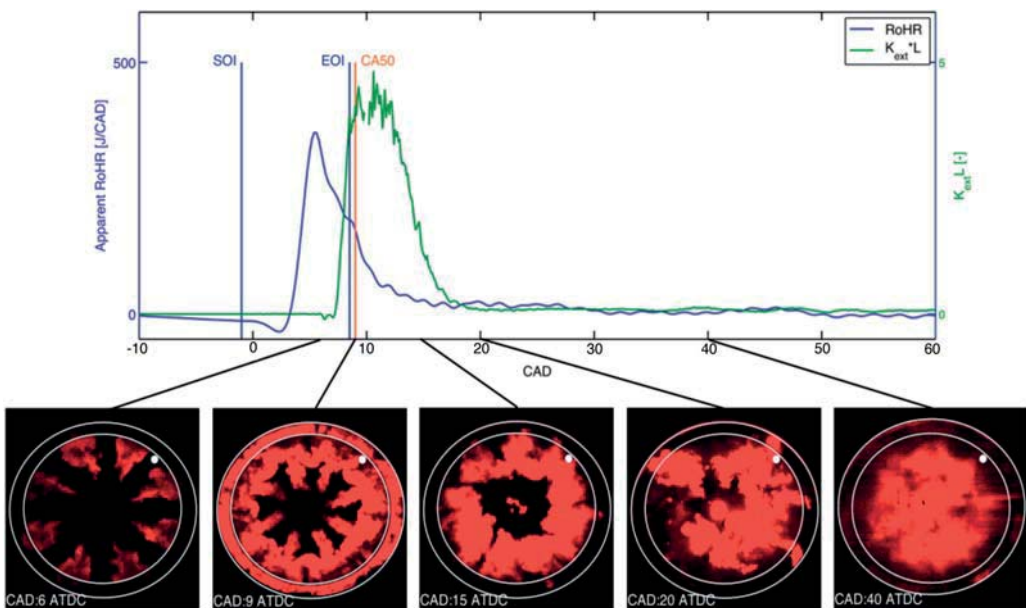 RoHR
K_ext*L
500
SOI
EOI
CA50
5
Apparent RoHR [J/CAD]
K_ext L [-]
0
0
-10
0
10
20
30
40
50
60
CAD
CAD:6 ATDC
CAD:9 ATDC
CAD:15 ATDC
CAD:20 ATDC
CAD:40 ATDC